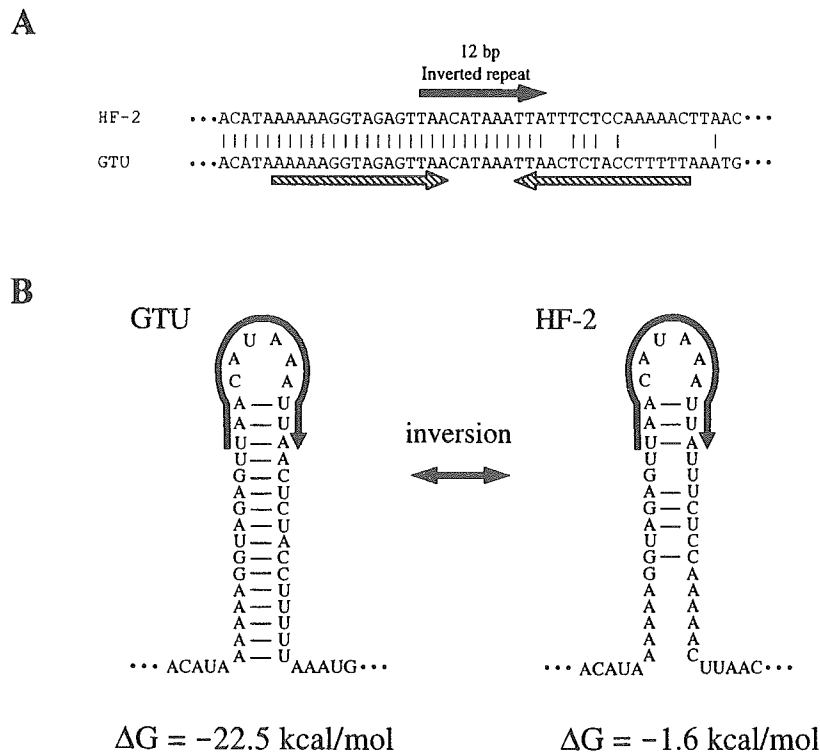 A
12 bp
Inverted repeat
HF-2 ···ACATAAAAAAGGTAGAGTTAACATAAATTATTTCTCCAAAAACTTAAC···
GTU ···ACATAAAAAAGGTAGAGTTAACATAAATTAACTCTACCTTTTTAAATG···
B
GTU
U A
A A
C A
A — U
A — U
U — A
U — A
G — C
A — U
G — C
A — U
U — A
G — C
G — C
A — U
A — U
A — U
A — U
A — U
··· ACAUA AAAUG···
ΔG = −22.5 kcal/mol
inversion
HF-2
U A
A A
C A
A — U
A — U
U — A
U U
G U
A — U
G — C
A — U
U C
G — C
G A
A A
A A
A A
A A
A C
··· ACAUA UUAAC···
ΔG = −1.6 kcal/mol